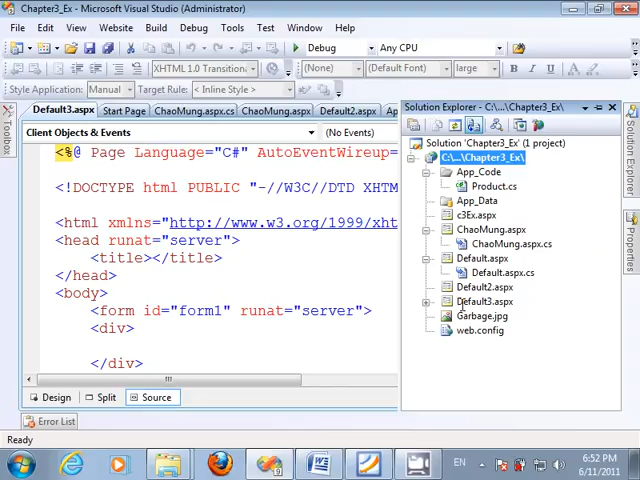 Chapter3_Ex - Microsoft Visual Studio (Administrator)
File Edit View Website Build Debug Tools Test Window Help
Debug Any CPU
XHTML 1.0 Transition (None) (Default Font) large B I U A
Style Application: Manual Target Rule: < Inline Style >
Default3.aspx Start Page ChaoMung.aspx.cs Default2.aspx
Client Objects & Events (No Events)
<%@ Page Language="C#" AutoEventWireup=
<!DOCTYPE html PUBLIC "-//W3C//DTD XHTM
<html xmlns="http://www.w3.org/1999/xht
<head runat="server">
<title></title>
</head>
<body>
<form id="form1" runat="server">
<div>
</div>
Design Split Source
Error List
Ready
Toolbox
Solution Explorer - C:\...\Chapter3_Ex\
Solution 'Chapter3_Ex' (1 project)
C:\...\Chapter3_Ex\
App_Code
Product.cs
App_Data
c3Ex.aspx
ChaoMung.aspx
ChaoMung.aspx.cs
Default.aspx
Default.aspx.cs
Default2.aspx
Default3.aspx
Garbage.jpg
web.config
Solution Explorer
Properties
EN
6:52 PM
6/11/2011